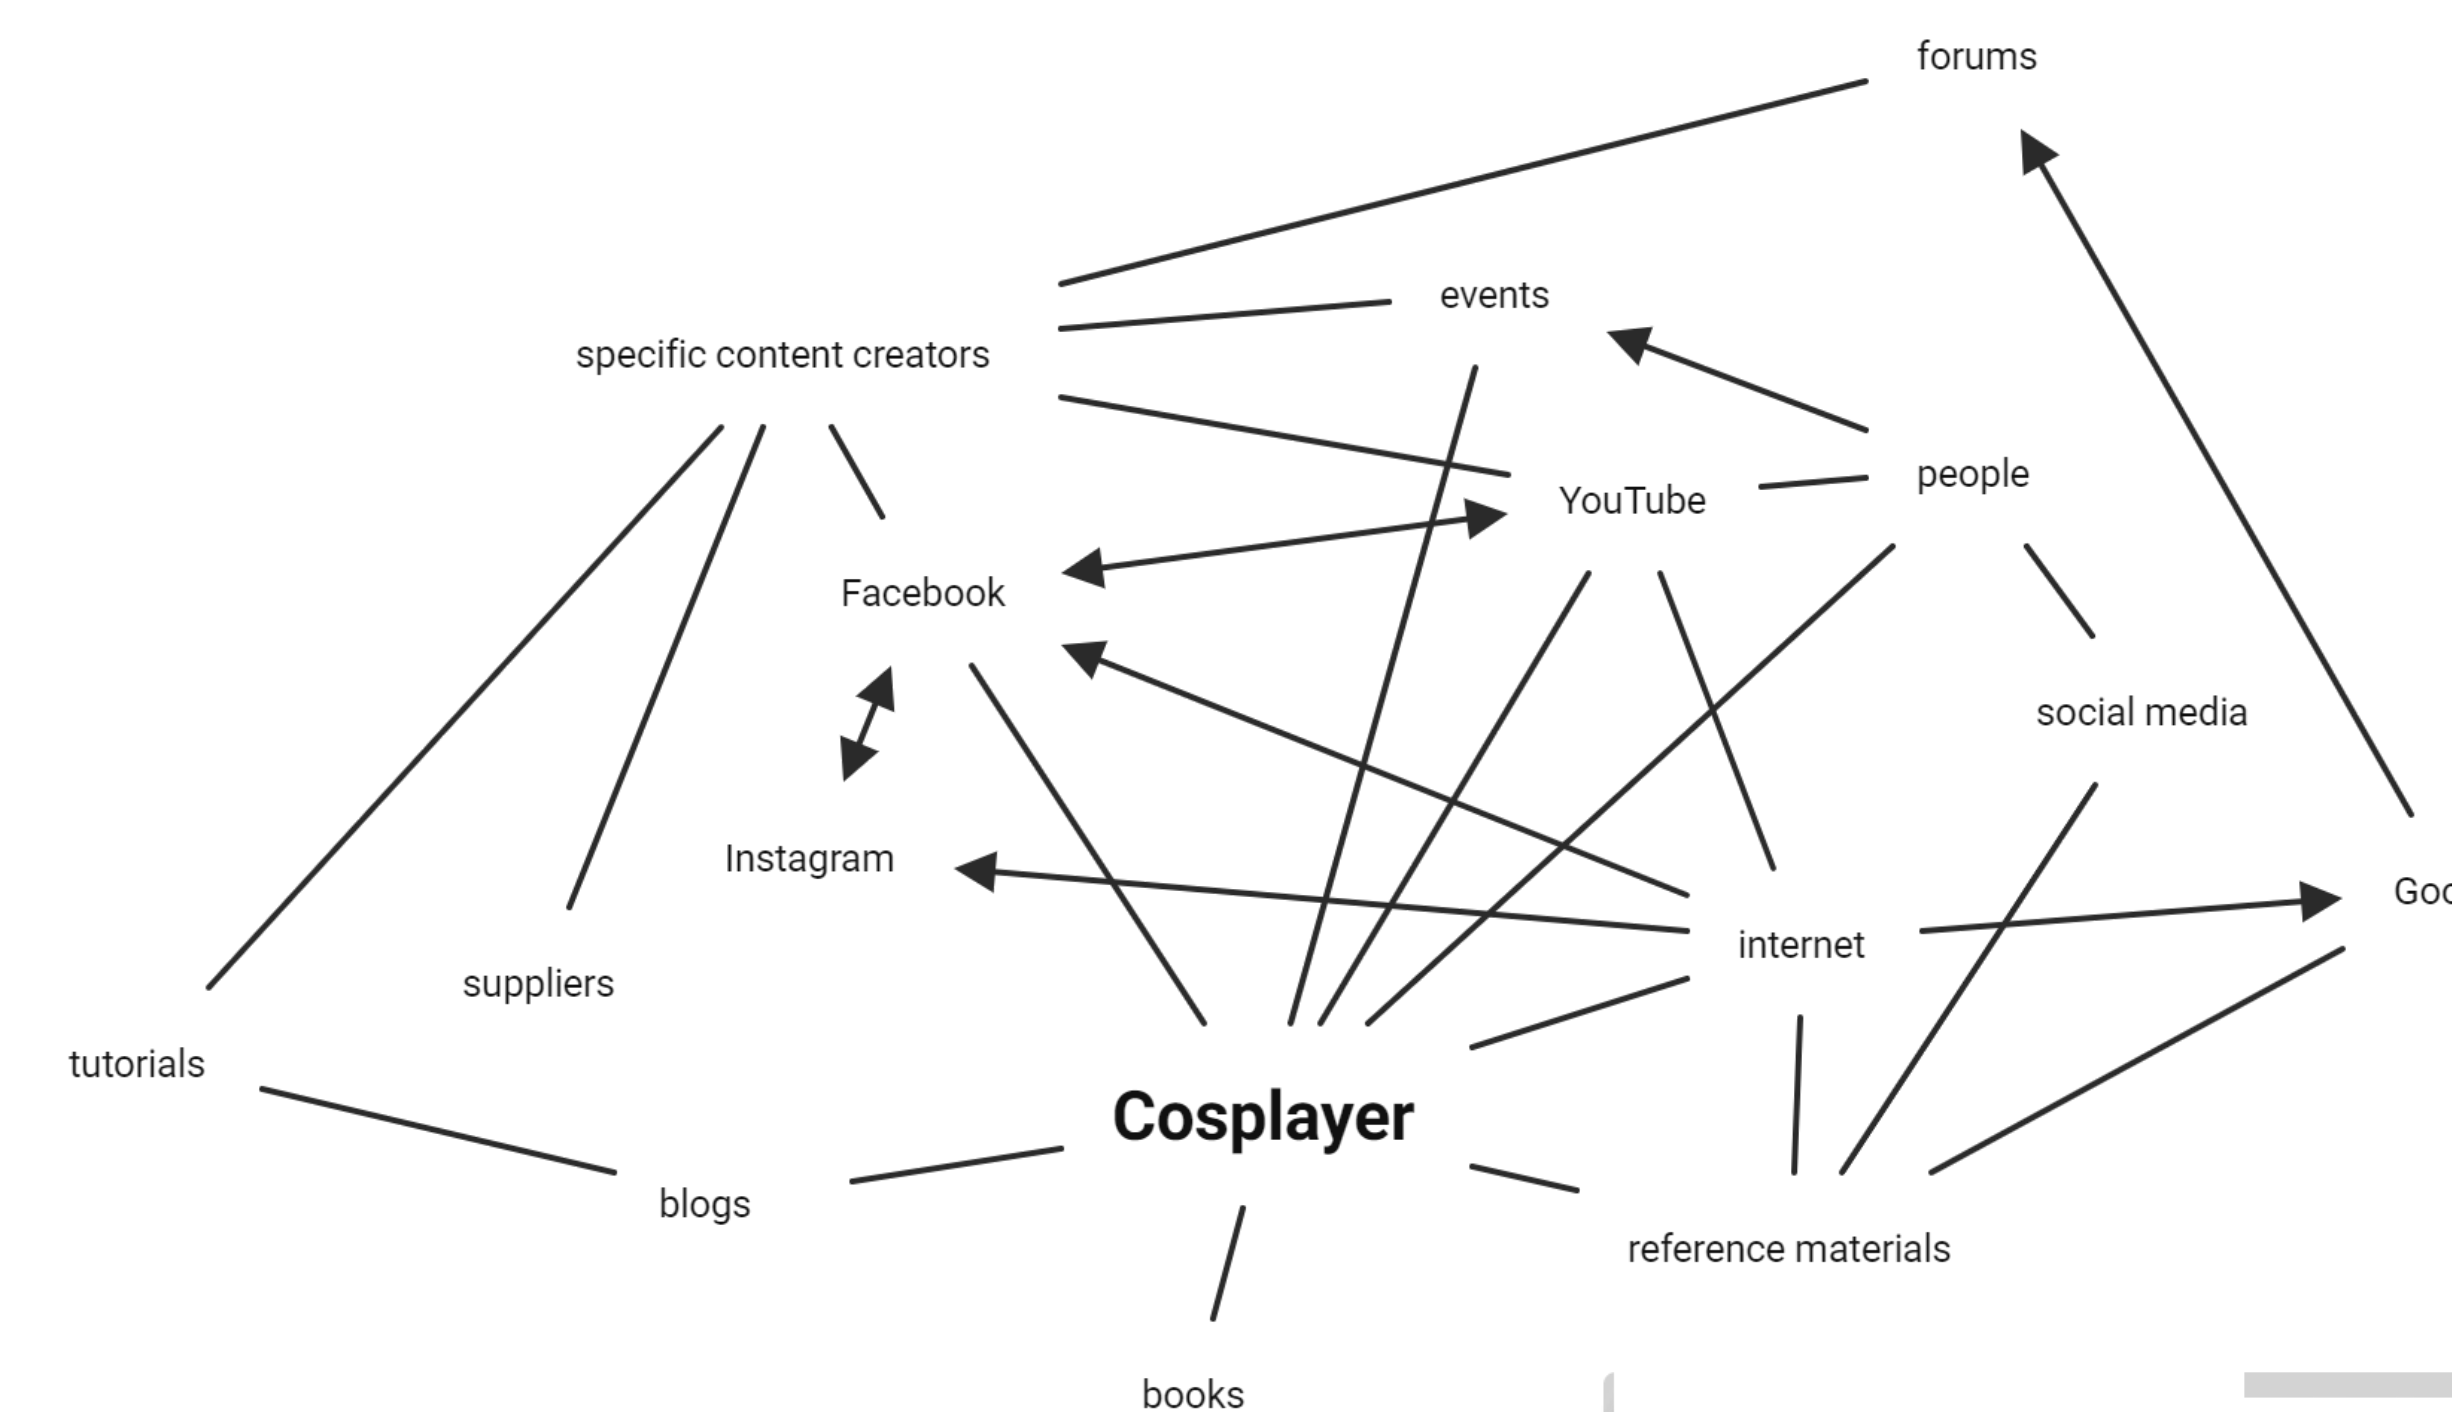 forums
events
specific content creators
people
YouTube
Facebook
social media
Instagram
internet
suppliers
tutorials
Cosplayer
blogs
reference materials
books